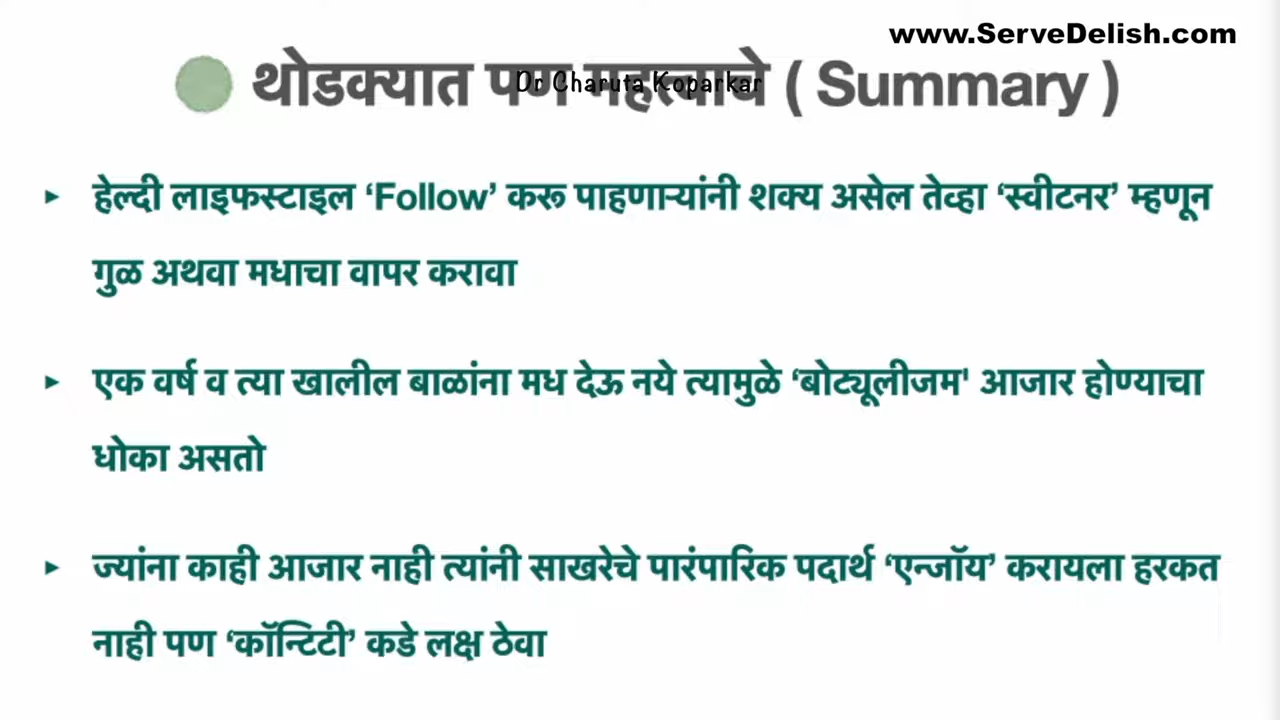 www.ServeDelish.com
थोडक्यात पण महत्त्वाचे ( Summary )
Dr Charuta Koparkar
▸ हेल्दी लाइफस्टाइल ‘Follow’ करू पाहणाऱ्यांनी शक्य असेल तेव्हा ‘स्वीटनर’ म्हणून
गुळ अथवा मधाचा वापर करावा
▸ एक वर्ष व त्या खालील बाळांना मध देऊ नये त्यामुळे ‘बोट्यूलीजम' आजार होण्याचा
धोका असतो
▸ ज्यांना काही आजार नाही त्यांनी साखरेचे पारंपारिक पदार्थ ‘एन्जॉय’ करायला हरकत
नाही पण ‘कॉन्टिटी’ कडे लक्ष ठेवा